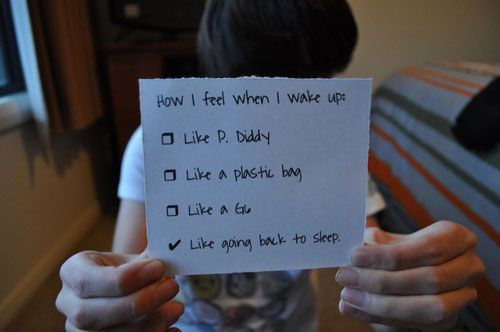 How I feel when I wake up:
Like P. Diddy
Like a plastic bag
Like a G6
Like going back to sleep.